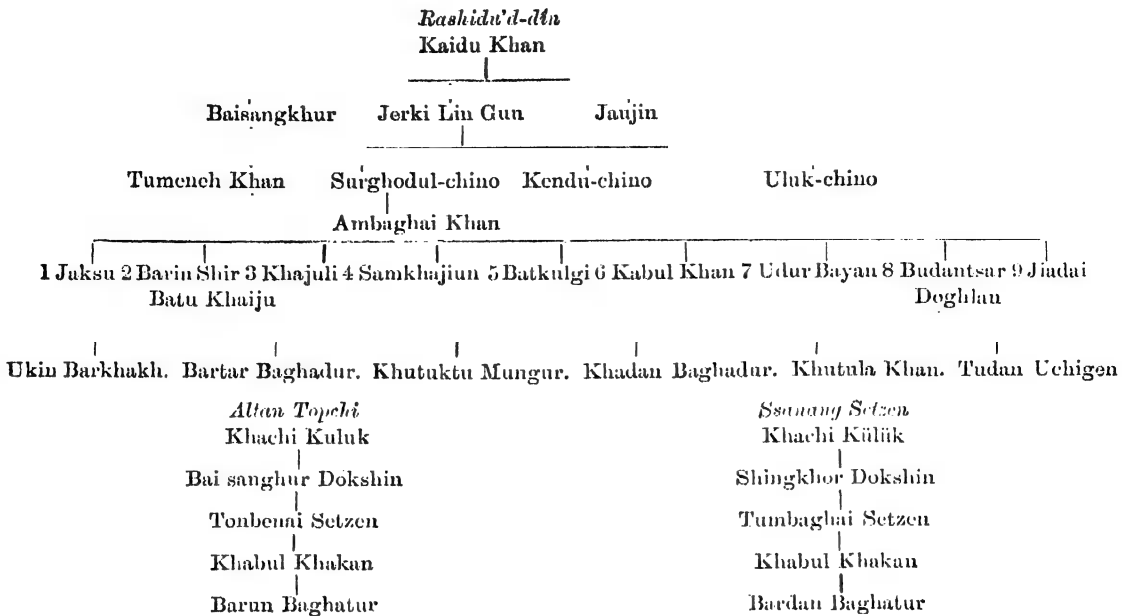 Rashidu'd-din
Kaidu Khan
Baisangkhur Jerki Lin Gun Jaujin
Tumeneh Khan Surghodul-chino Kendu-chino Uluk-chino
Ambaghai Khan
1 Jaksu 2 Barin Shir 3 Khajuli 4 Samkhajiun 5 Batkulgi 6 Kabul Khan 7 Udur Bayan 8 Budantsar 9 Jiadai
Batu Khaiju Doghlan
Ukin Barkhakh. Bartar Baghadur. Khutuktu Mungur. Khadan Baghadur. Khutula Khan. Tudan Uchigen
Altan Topchi Ssanang Setzen
Khachi Kuluk Khachi Külük
Bai sanghur Dokshin Shingkhor Dokshin
Tonbenai Setzen Tumbaghai Setzen
Khabul Khakan Khabul Khakan
Barun Baghatur Bardan Baghatur